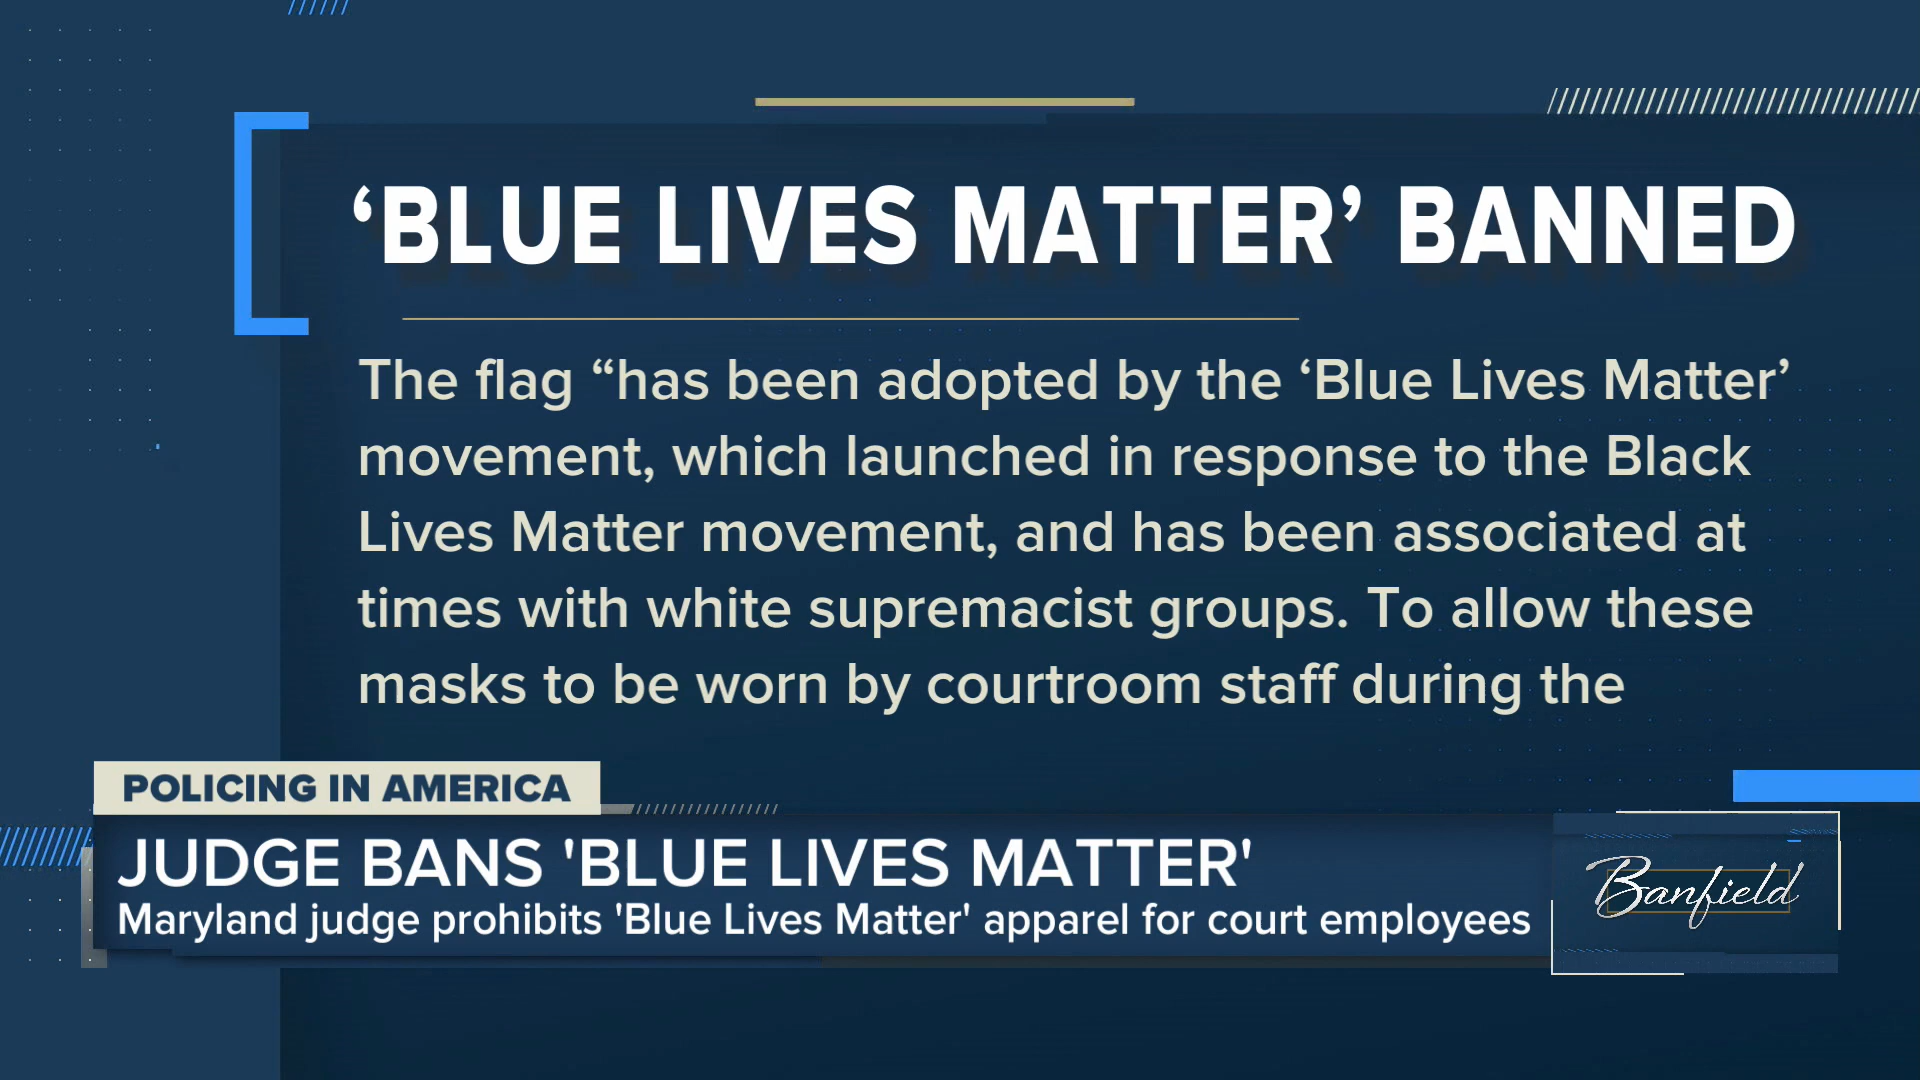 ‘BLUE LIVES MATTER’ BANNED
The flag “has been adopted by the ‘Blue Lives Matter’
movement, which launched in response to the Black
Lives Matter movement, and has been associated at
times with white supremacist groups. To allow these
masks to be worn by courtroom staff during the
POLICING IN AMERICA
JUDGE BANS 'BLUE LIVES MATTER'
Maryland judge prohibits 'Blue Lives Matter' apparel for court employees
Banfield